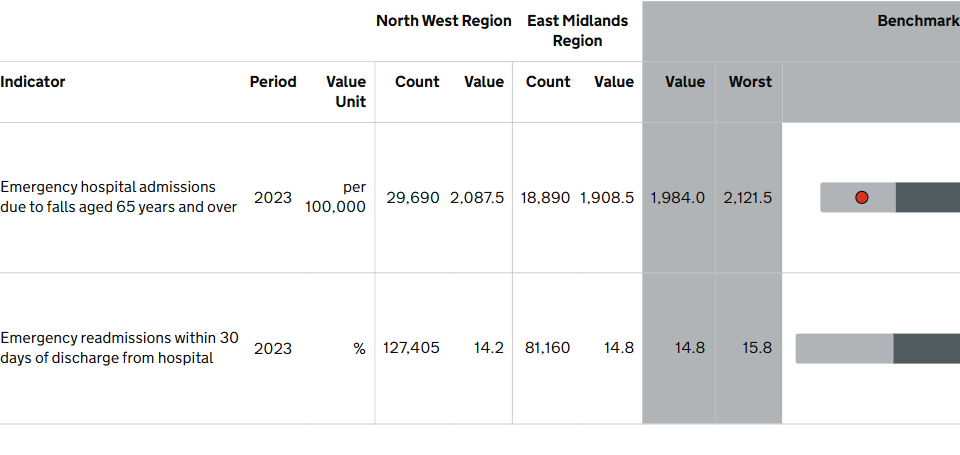 North West Region East Midlands Region Benchmark
Indicator Period Value Unit Count Value Count Value Value Worst
Emergency hospital admissions due to falls aged 65 years and over 2023 per 100,000 29,690 2,087.5 18,890 1,908.5 1,984.0 2,121.5
Emergency readmissions within 30 days of discharge from hospital 2023 % 127,405 14.2 81,160 14.8 14.8 15.8